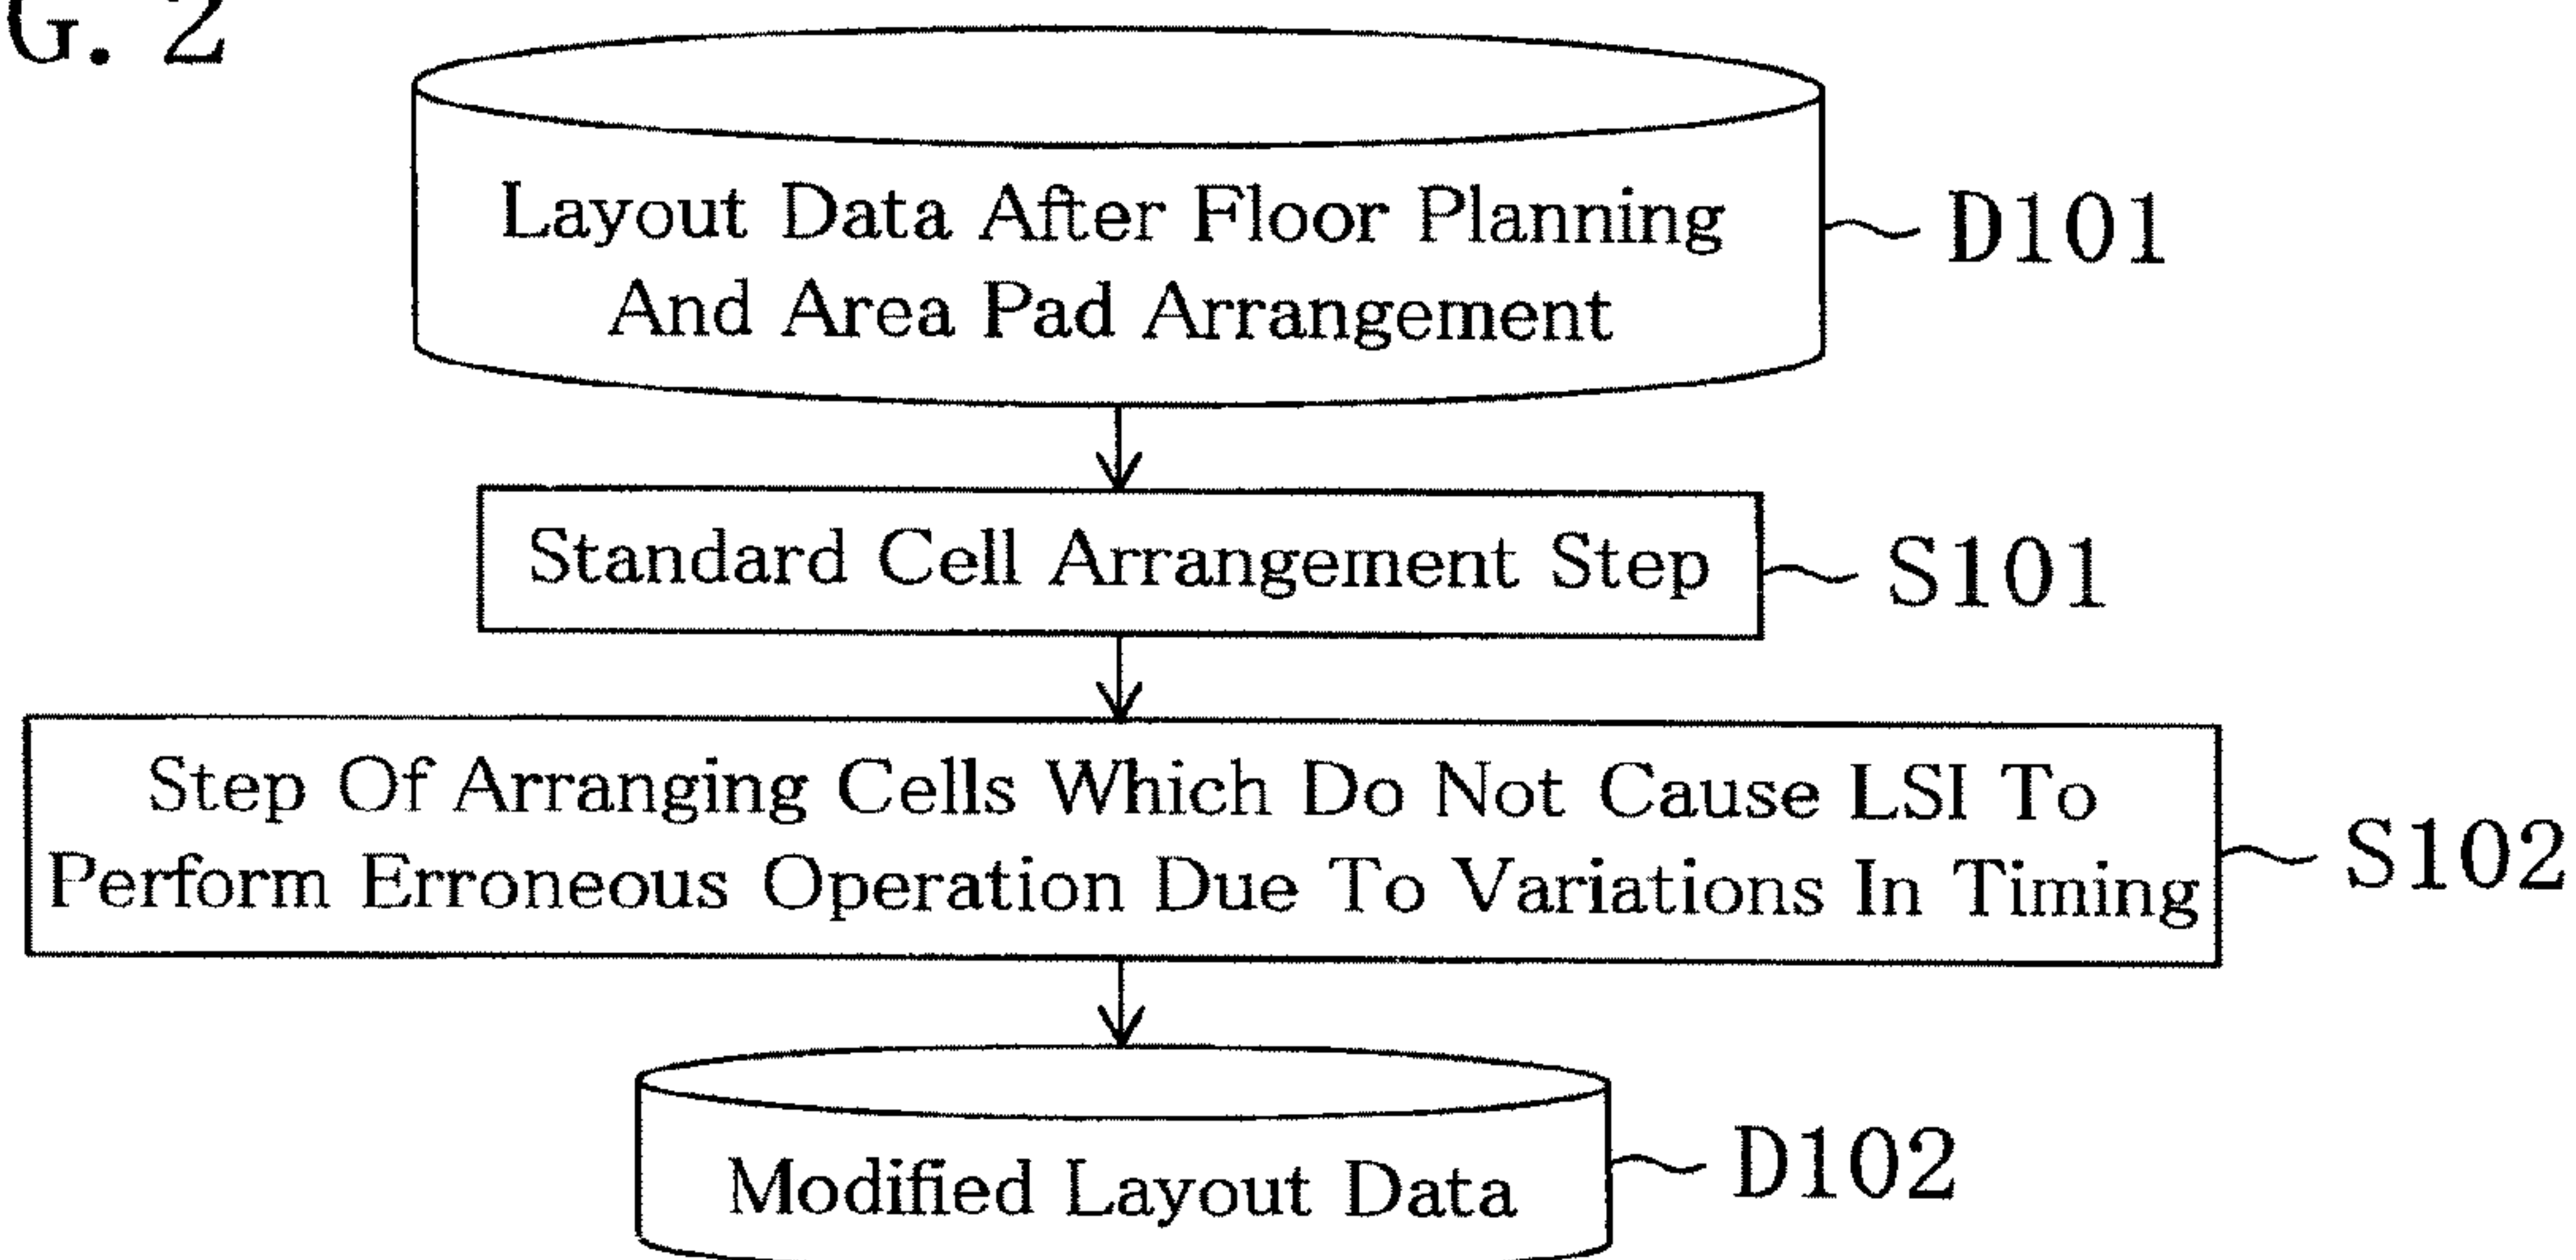 G. 2
Layout Data After Floor Planning
And Area Pad Arrangement
D101
Standard Cell Arrangement Step
S101
Step Of Arranging Cells Which Do Not Cause LSI To
Perform Erroneous Operation Due To Variations In Timing
S102
Modified Layout Data
D102